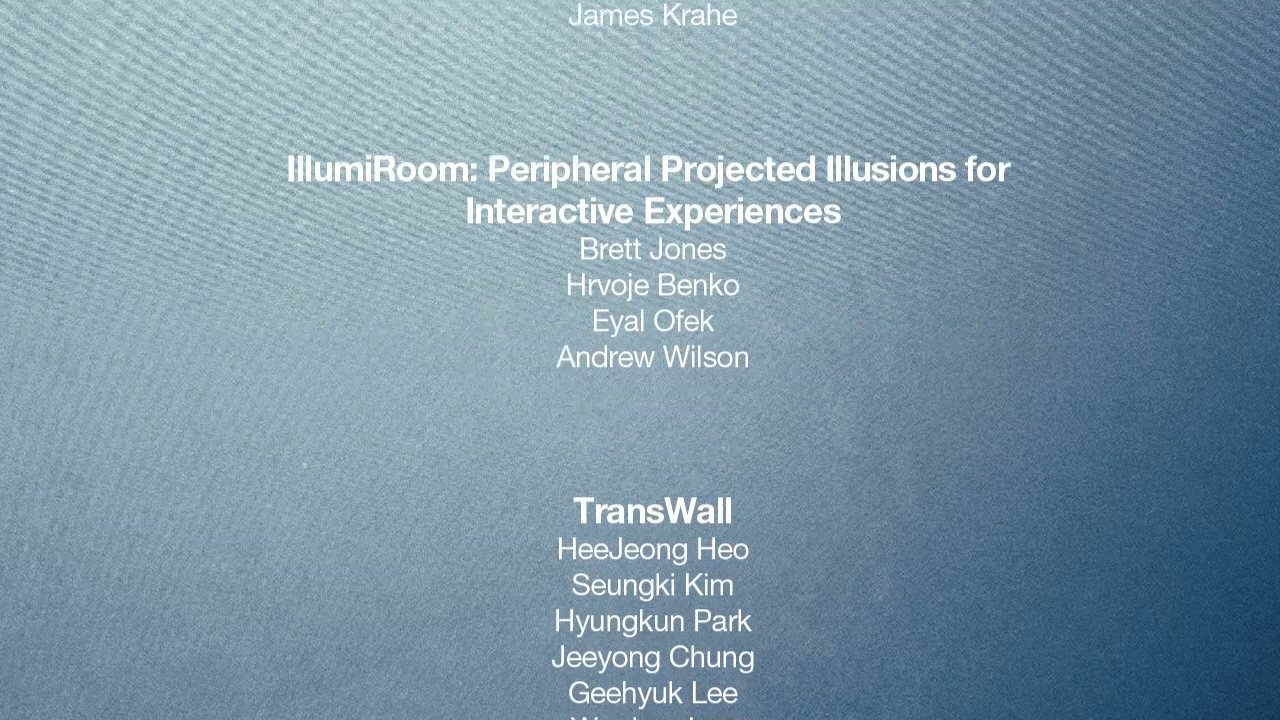 James Krahe
IllumiRoom: Peripheral Projected Illusions for
Interactive Experiences
Brett Jones
Hrvoje Benko
Eyal Ofek
Andrew Wilson
TransWall
HeeJeong Heo
Seungki Kim
Hyungkun Park
Jeeyong Chung
Geehyuk Lee